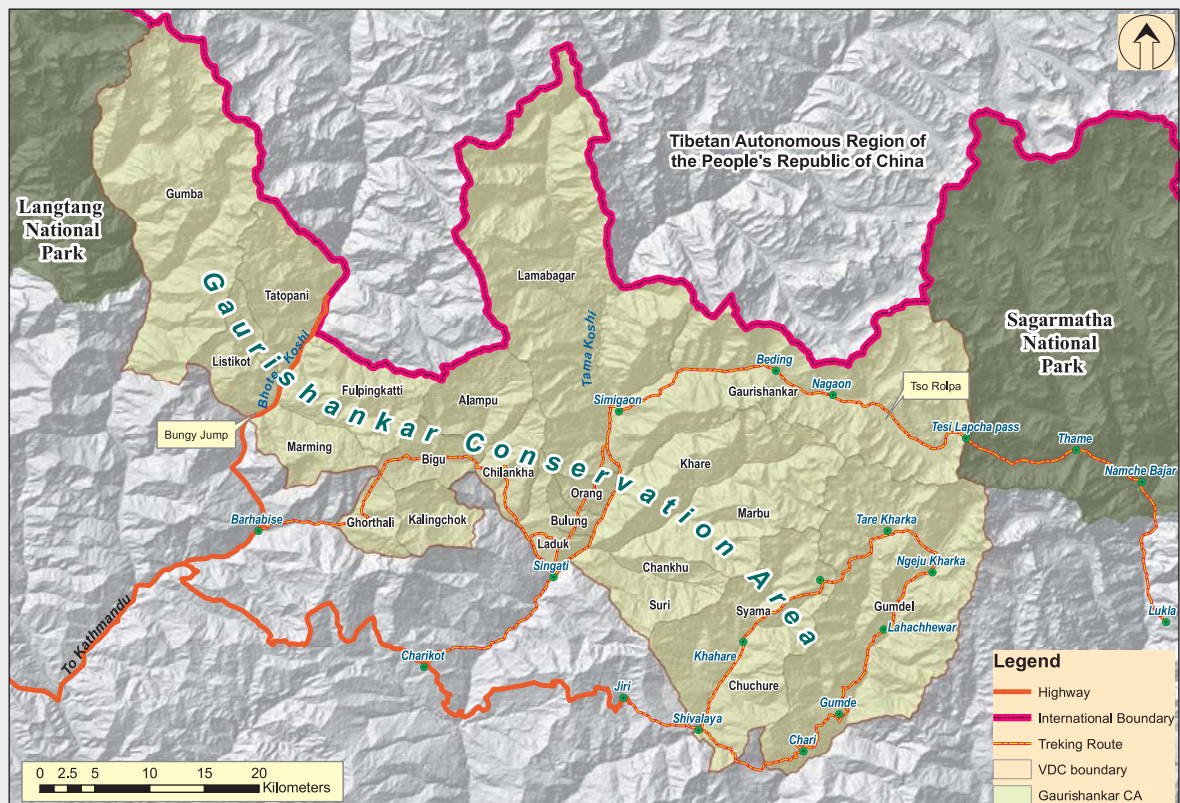 Tibetan Autonomous Region of
the People's Republic of China
Langtang
National
Park
Gumba
Lamabagar
Tatopani
Sagarmatha
National
Park
Gaurishankar Conservation Area
Bhote Koshi
Tama Koshi
Listikot
Fulpingkatti
Alampu
Simigaon
Beding
Gaurishankar
Nagaon
Tso Rolpa
Bungy Jump
Marming
Bigu
Chilankha
Khare
Tesi Lapcha pass
Thame
Namche Bajar
Orang
Barhabise
Ghorthali
Kalingchok
Bulung
Marbu
Tare Kharka
Laduk
Singati
Chankhu
Ngeju Kharka
Suri
Syama
Gumdel
Lukla
To Kathmandu
Lahachhewar
Charikot
Khahare
Jiri
Chuchure
Shivalaya
Gumde
Chari
Legend
Highway
International Boundary
Treking Route
VDC boundary
Gaurishankar CA
0 2.5 5 10 15 20
Kilometers